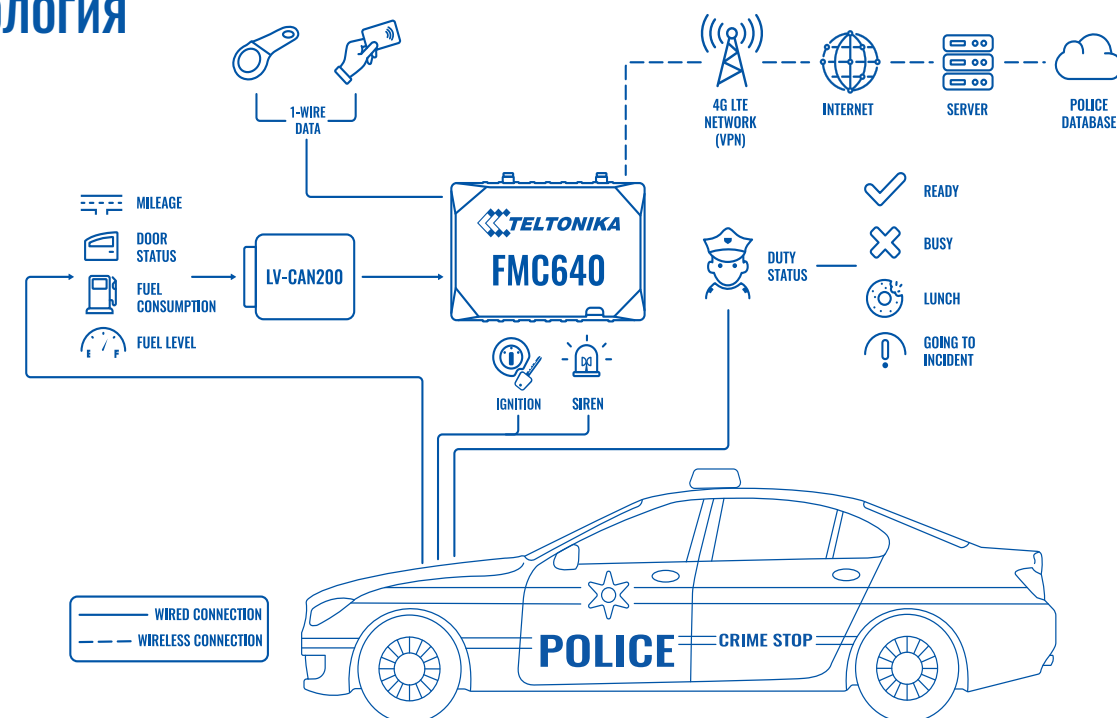 ОЛОГИЯ
1-WIRE
DATA
4G LTE
NETWORK
(VPN)
INTERNET
SERVER
POLICE
DATABASE
MILEAGE
DOOR
STATUS
FUEL
CONSUMPTION
FUEL LEVEL
E F
LV-CAN200
TELTONIKA
FMC640
IGNITION
SIREN
DUTY
STATUS
READY
BUSY
LUNCH
GOING TO
INCIDENT
WIRED CONNECTION
WIRELESS CONNECTION
POLICE
CRIME STOP